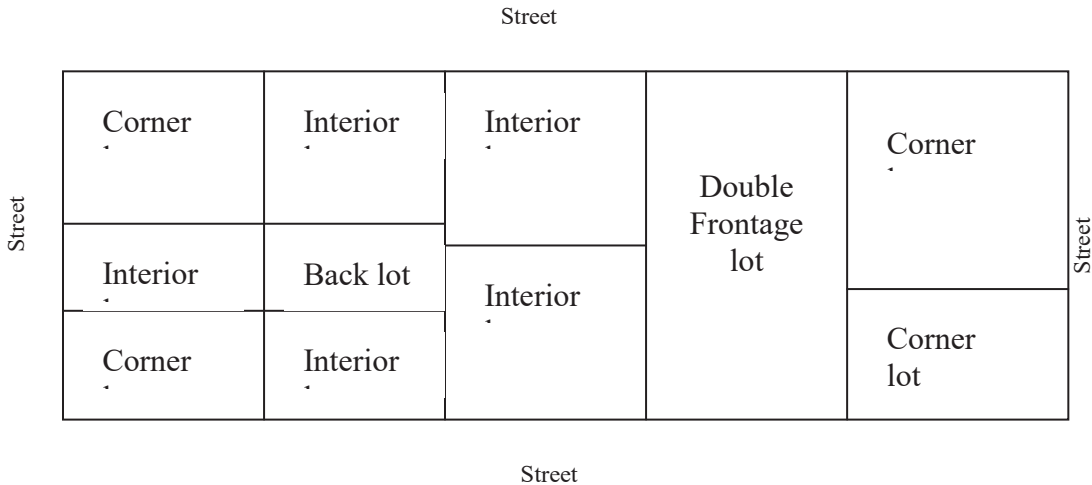 Street
Corner
Interior
Interior
Corner
Double
Frontage
lot
Street
Street
Interior
Back lot
Interior
Corner
Interior
Corner
lot
Street